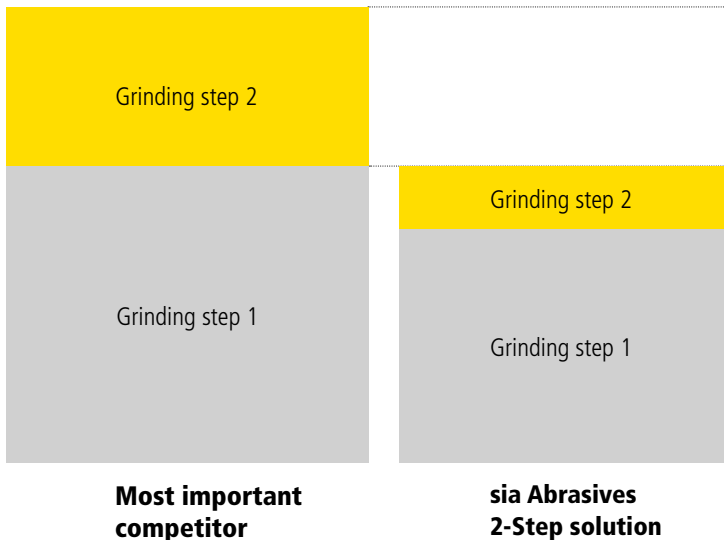 Grinding step 2
Grinding step 2
Grinding step 1
Grinding step 1
Most important
competitor
sia Abrasives
2-Step solution